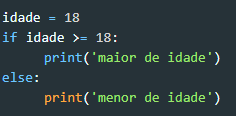 idade = 18
if idade >= 18:
    print('maior de idade')
else:
    print('menor de idade')